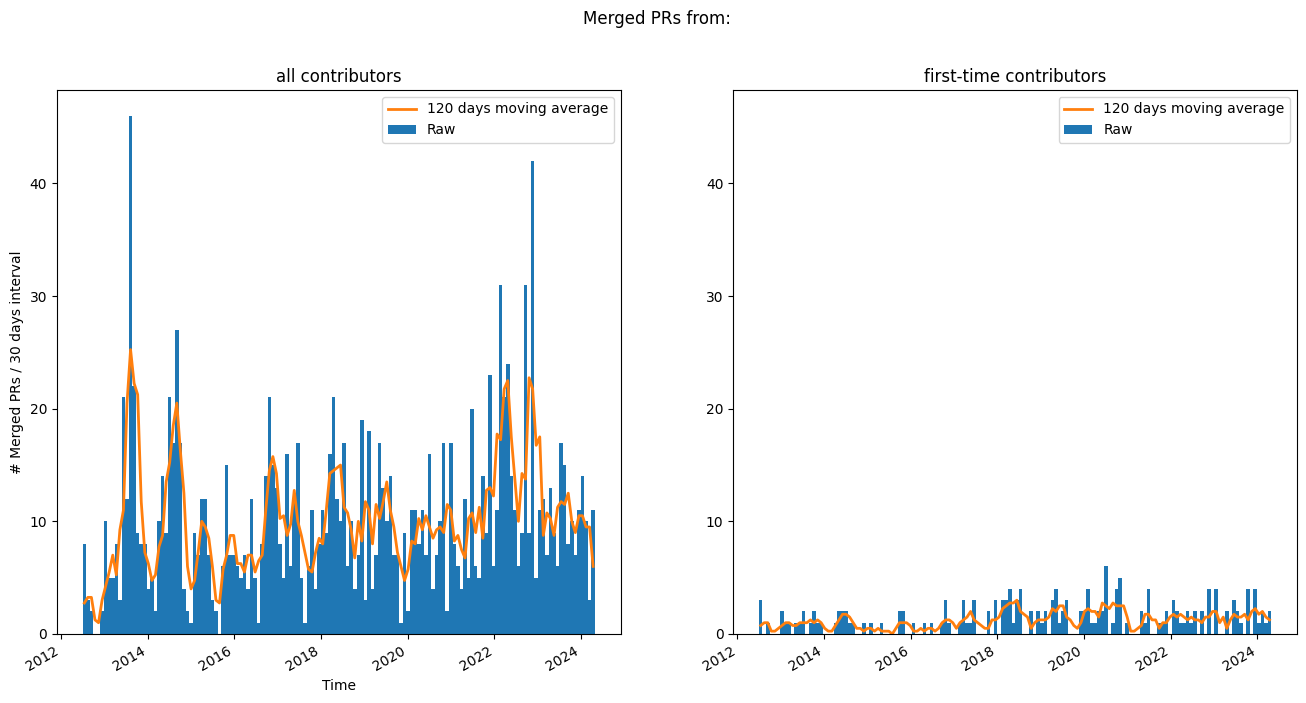 Merged PRs from:
all contributors
120 days moving average
Raw
# Merged PRs / 30 days interval
40
30
20
10
0
2012
2014
2016
2018
2020
2022
2024
Time
first-time contributors
120 days moving average
Raw
40
30
20
10
0
2012
2014
2016
2018
2020
2022
2024